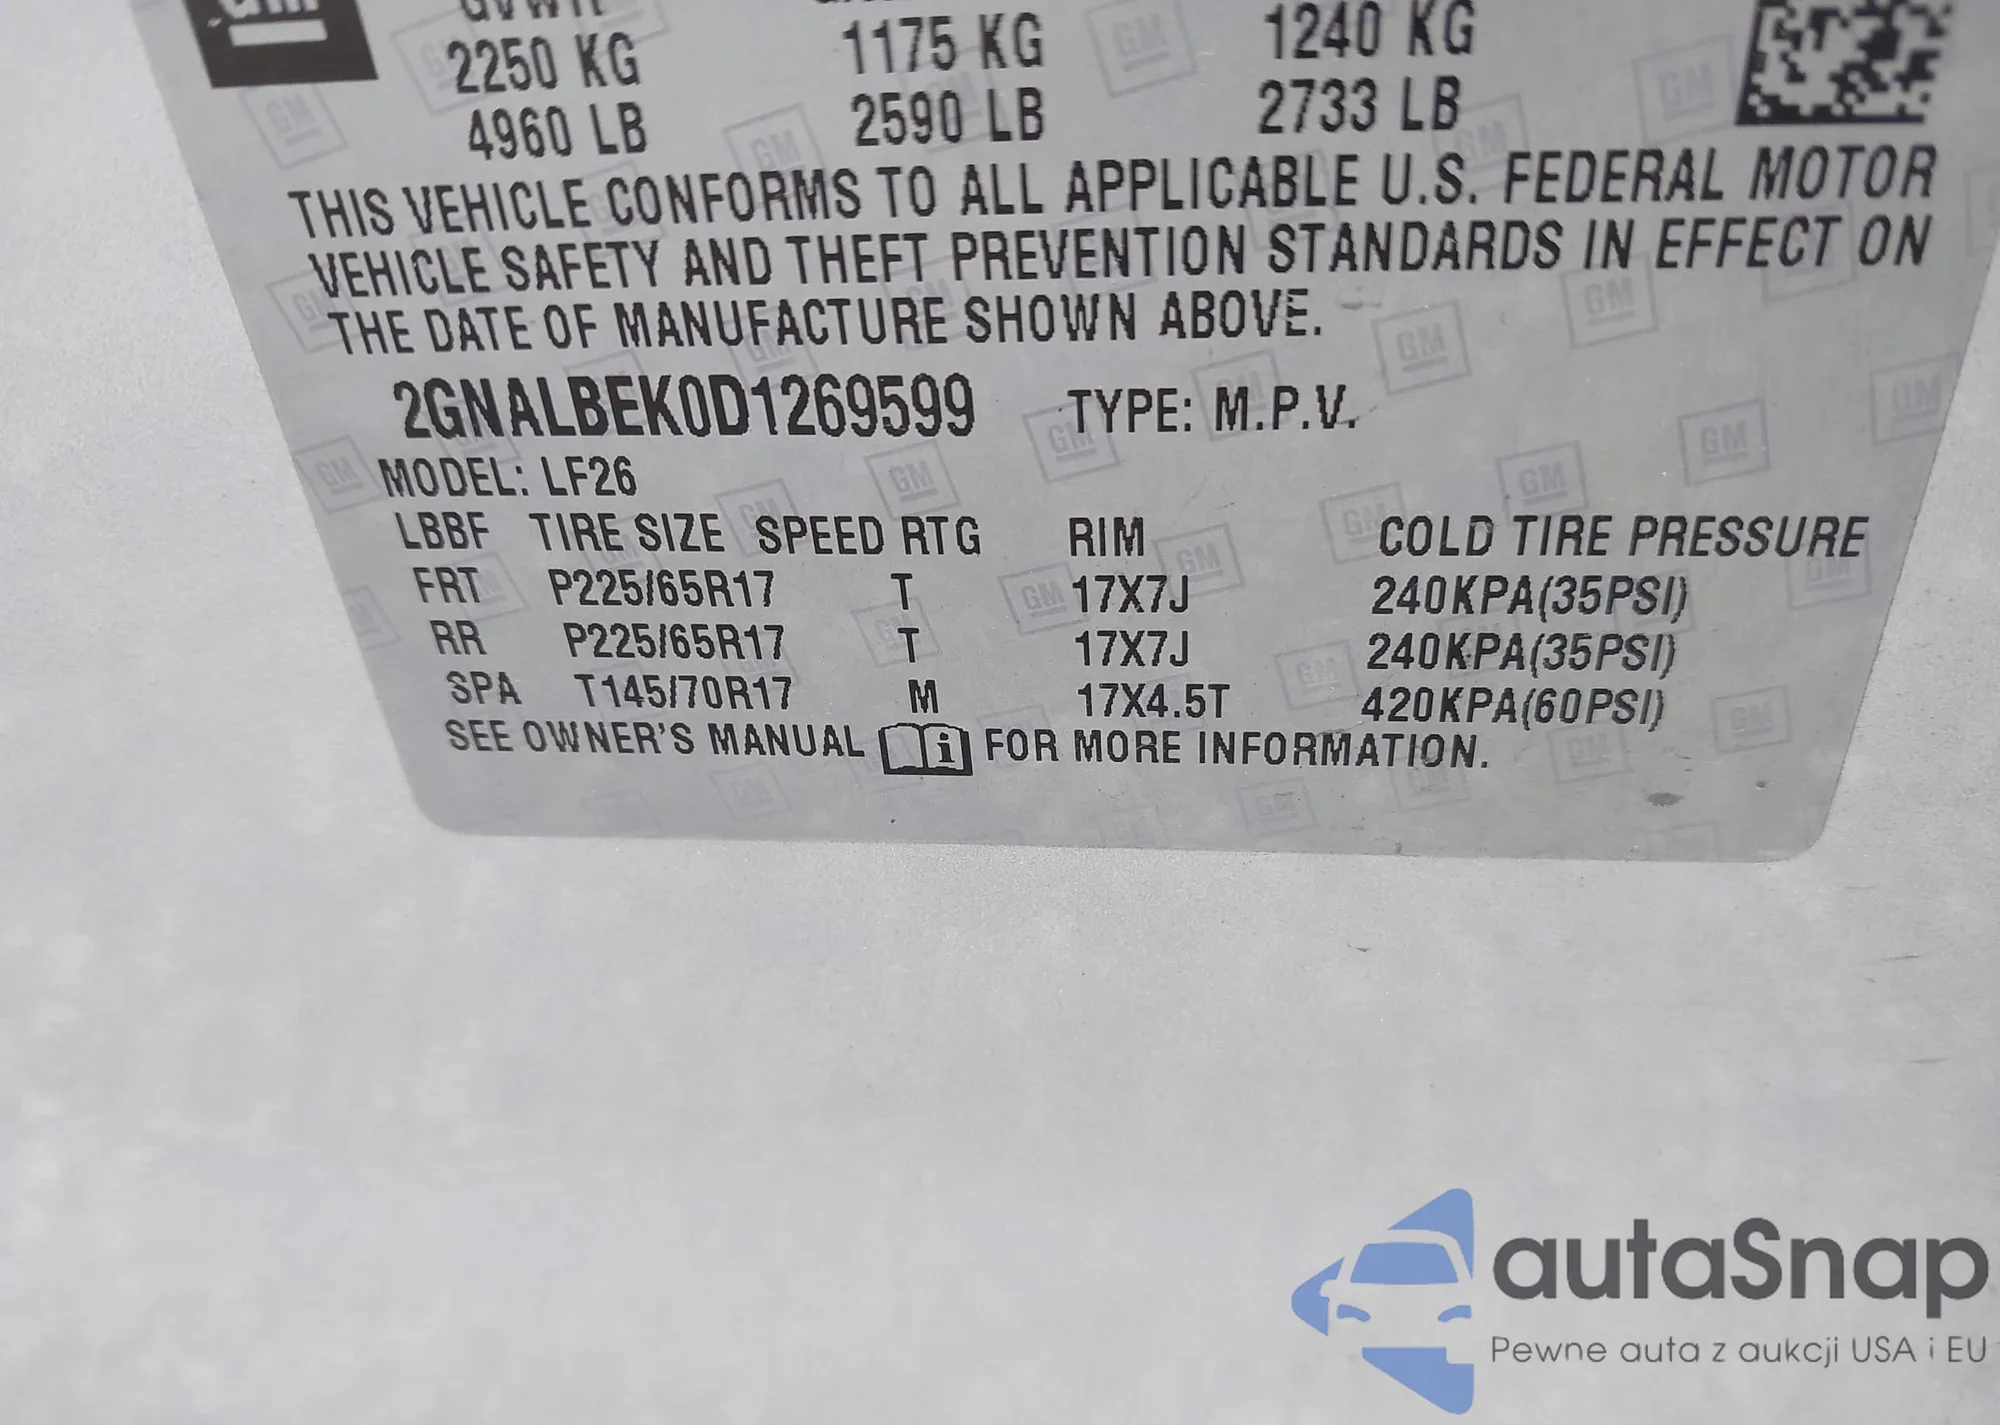 GM
GVWR
2250 KG 1175 KG 1240 KG
4960 LB 2590 LB 2733 LB
THIS VEHICLE CONFORMS TO ALL APPLICABLE U.S. FEDERAL MOTOR
VEHICLE SAFETY AND THEFT PREVENTION STANDARDS IN EFFECT ON
THE DATE OF MANUFACTURE SHOWN ABOVE.
2GNALBEK0D1269599 TYPE: M.P.V.
MODEL: LF26
LBBF TIRE SIZE SPEED RTG RIM COLD TIRE PRESSURE
FRT P225/65R17 T 17X7J 240KPA(35PSI)
RR P225/65R17 T 17X7J 240KPA(35PSI)
SPA T145/70R17 M 17X4.5T 420KPA(60PSI)
SEE OWNER'S MANUAL i FOR MORE INFORMATION.
autaSnap
Pewne auta z aukcji USA i EU